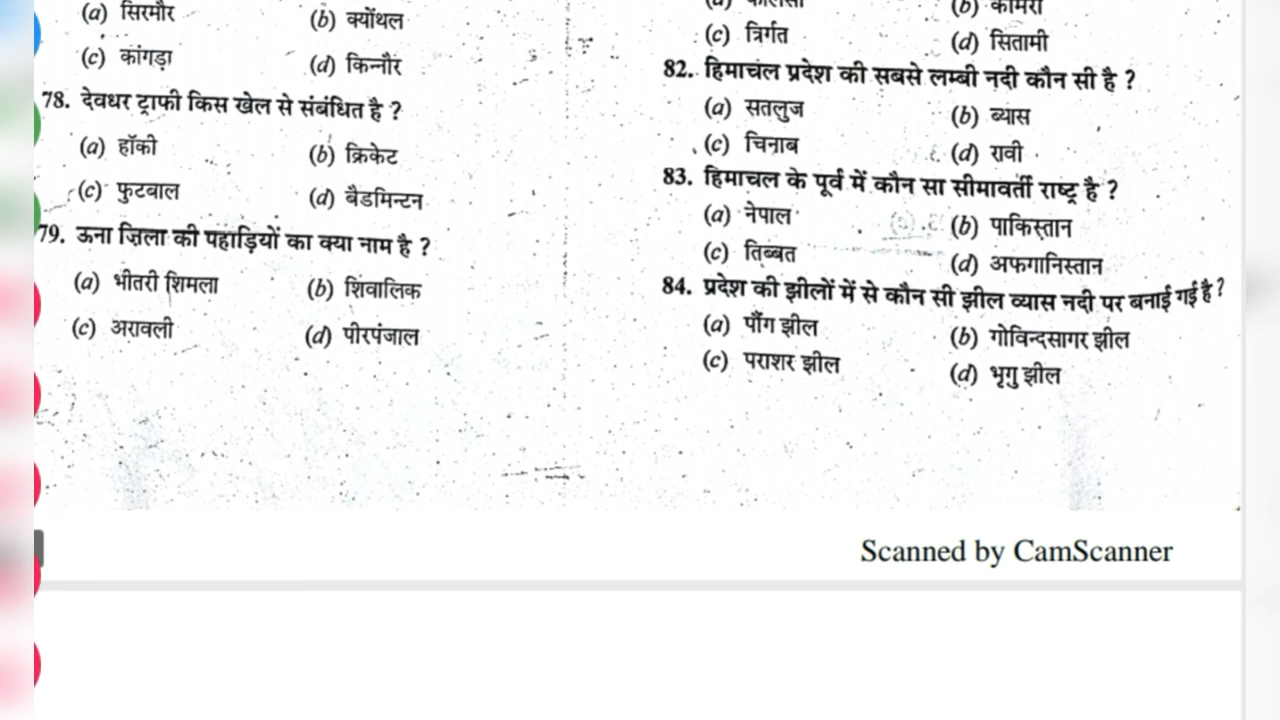 (a) सिरमौर (b) क्योंथल
(c) कांगड़ा (d) किन्नौर
78. देवधर ट्राफी किस खेल से संबंधित है ?
(a) हॉकी (b) क्रिकेट
(c) फुटबाल (d) बैडमिन्टन
79. ऊना ज़िला की पहाड़ियों का क्या नाम है ?
(a) भीतरी शिमला (b) शिवालिक
(c) अरावली (d) पीरपंजाल
(b)
(c) त्रिर्गत (d) सितामी
82. हिमाचल प्रदेश की सबसे लम्बी नदी कौन सी है ?
(a) सतलुज (b) ब्यास
(c) चिनाब (d) रावी
83. हिमाचल के पूर्व में कौन सा सीमावर्ती राष्ट्र है ?
(a) नेपाल (b) पाकिस्तान
(c) तिब्बत (d) अफगानिस्तान
84. प्रदेश की झीलों में से कौन सी झील व्यास नदी पर बनाई गई है ?
(a) पौंग झील (b) गोविन्दसागर झील
(c) पराशर झील (d) भृगु झील
Scanned by CamScanner